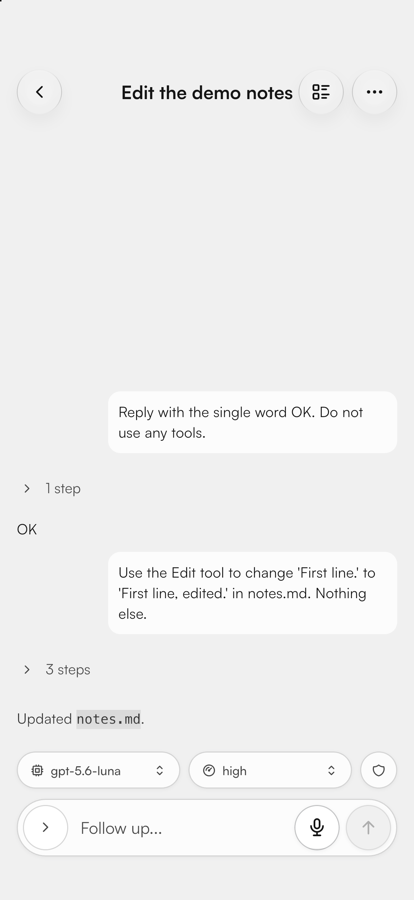 Edit the demo notes
Reply with the single word OK. Do not
use any tools.
1 step
OK
Use the Edit tool to change 'First line.' to
'First line, edited.' in notes.md. Nothing
else.
3 steps
Updated notes.md.
gpt-5.6-luna
high
Follow up...